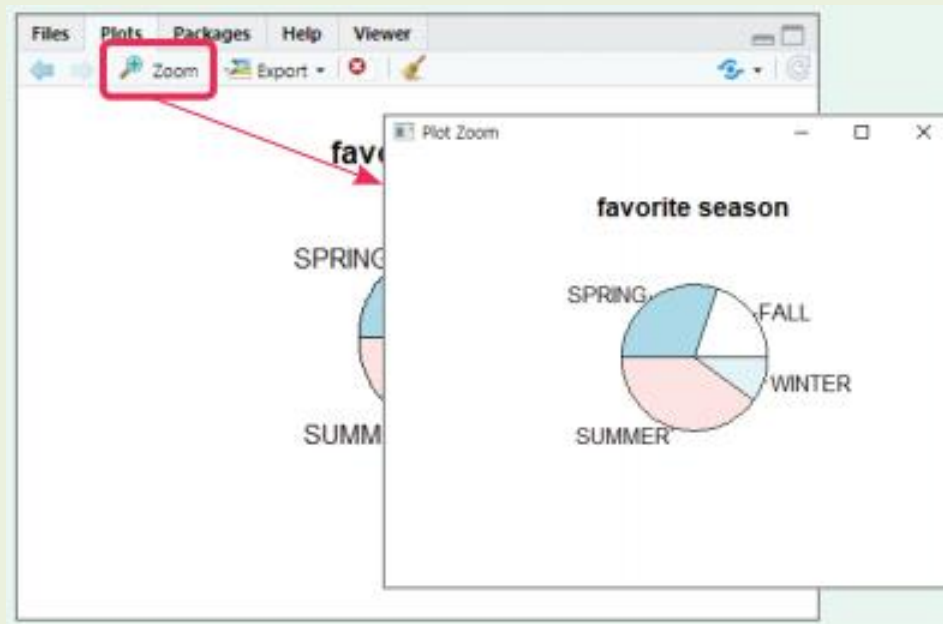 Files Plots Packages Help Viewer
Zoom Export
Plot Zoom
favorite season
SPRING
FALL
WINTER
SUMMER
fav
SPRING
SUMM